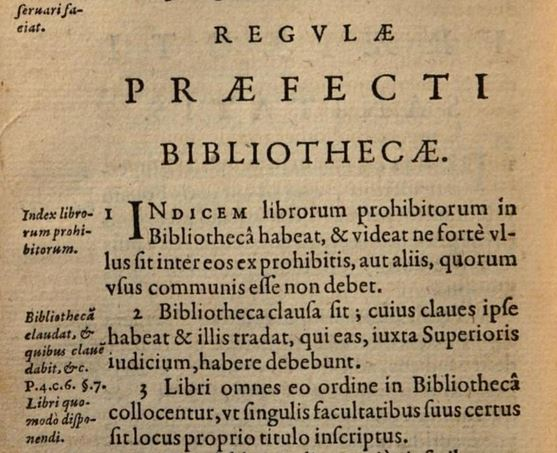 seruari fa-
ciat.
REGVLÆ
PRÆFECTI
BIBLIOTHECÆ.
Index libro-
rum prohi-
bitorum.
1 INDICEM librorum prohibitorum in
Bibliothecâ habeat, & videat ne fortè vl-
lus sit inter eos ex prohibitis, aut aliis, quorum
vsus communis esse non debet.
Bibliothecā
claudat, &
quibus clauē
dabit, &c.
P.4.c.6. §.7.
2 Bibliotheca clausa sit ; cuius claues ipse
habeat & illis tradat, qui eas, iuxta Superioris
iudicium, habere debebunt.
Libri quo-
modò dispo-
nendi.
3 Libri omnes eo ordine in Bibliothecâ
collocentur, vt singulis facultatibus suus certus
sit locus proprio titulo inscriptus.